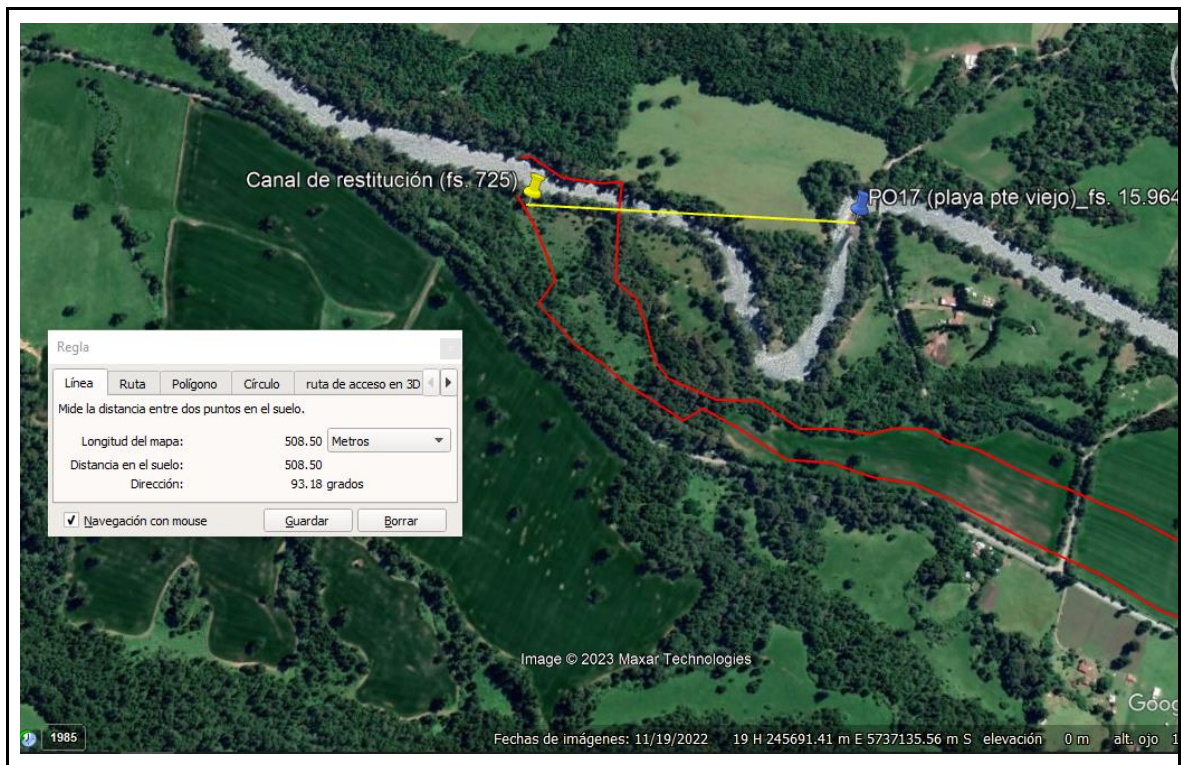 Canal de restitución (fs. 725)
PO17 (playa pte viejo)_fs. 15.964
Regla
Línea Ruta Polígono Círculo ruta de acceso en 3D
Mide la distancia entre dos puntos en el suelo.
Longitud del mapa: 508.50 Metros
Distancia en el suelo: 508.50
Dirección: 93.18 grados
Navegación con mouse Guardar Borrar
Image © 2023 Maxar Technologies
Goog
1985 Fechas de imágenes: 11/19/2022 19 H 245691.41 m E 5737135.56 m S elevación 0 m alt. ojo 1